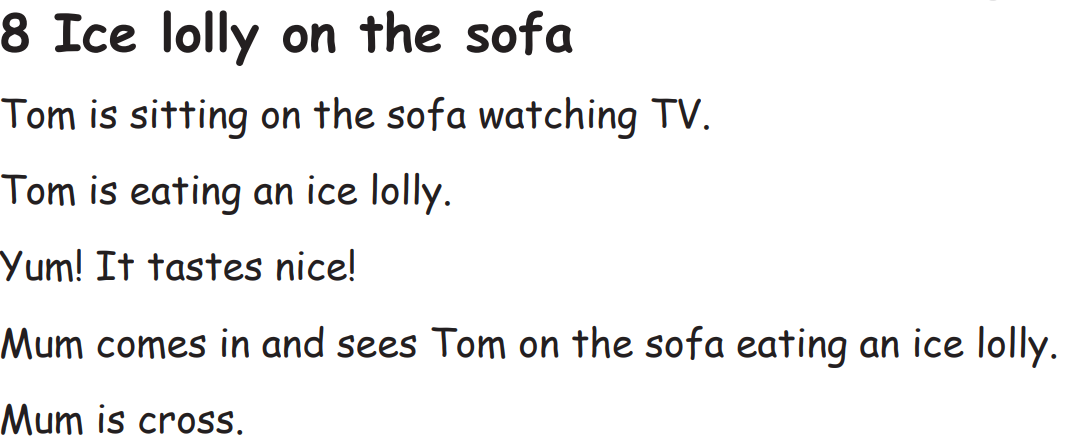 8 Ice lolly on the sofa
Tom is sitting on the sofa watching TV.
Tom is eating an ice lolly.
Yum! It tastes nice!
Mum comes in and sees Tom on the sofa eating an ice lolly.
Mum is cross.